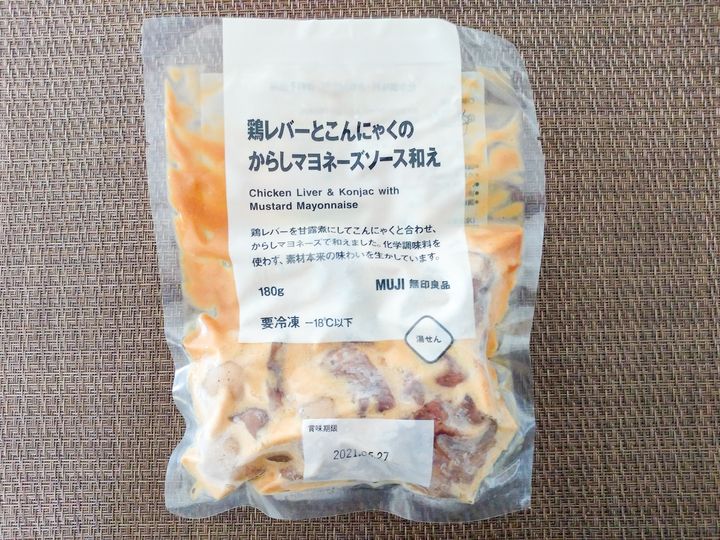 鶏レバーとこんにゃくの
からしマヨネーズソース和え
Chicken Liver & Konjac with
Mustard Mayonnaise
鶏レバーを甘露煮にしてこんにゃくと合わせ、
からしマヨネーズで和えました。化学調味料を
使わず、素材本来の味わいを生かしています。
180g MUJI 無印良品
要冷凍 −18℃以下
湯せん
賞味期限
2021.05.27